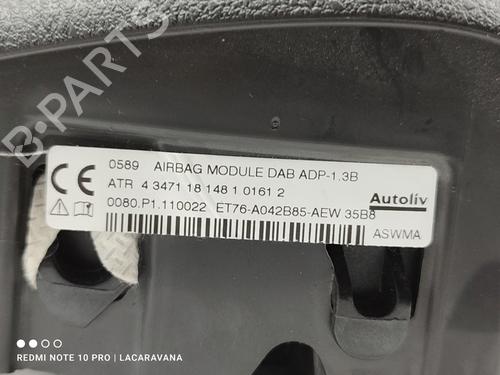 B-PARTS
CE 0589 AIRBAG MODULE DAB ADP-1.3B
ATR 4 3471 18 148 1 0161 2
Autoliv
0080.P1.110022 ET76-A042B85-AEW 35B8
ASWMA
REDMI NOTE 10 PRO | LACARAVANA